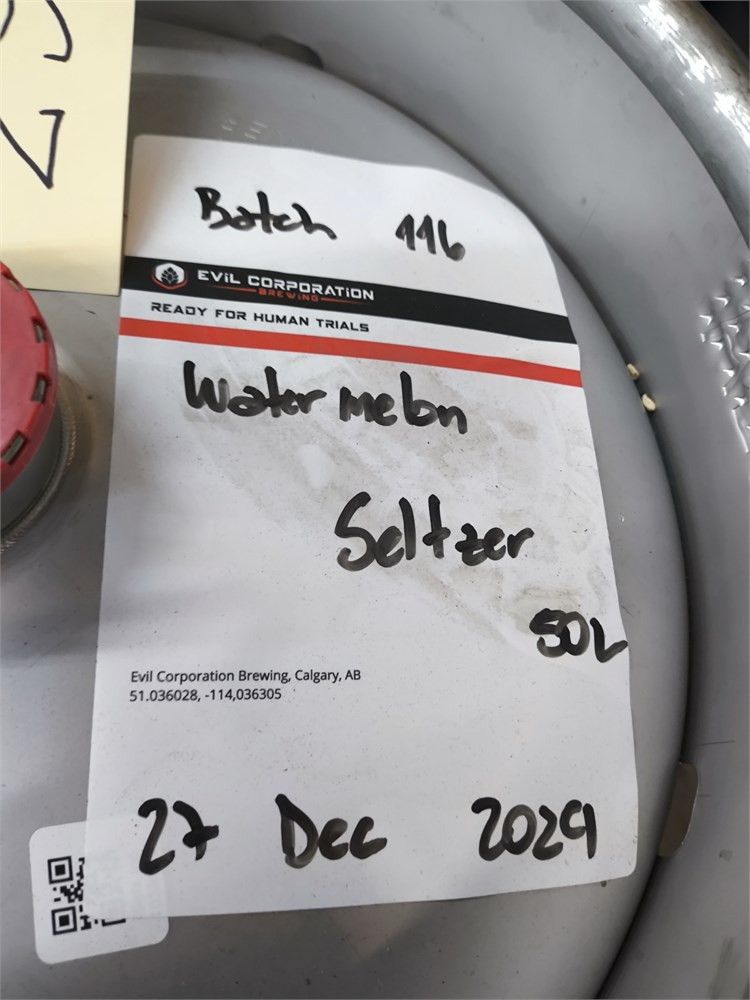 Batch 116
EViL CORPORATiON
BREWiNG
READY FOR HUMAN TRIALS
Watermelon
Seltzer
50L
Evil Corporation Brewing, Calgary, AB
51.036028, -114,036305
27 Dec 2024